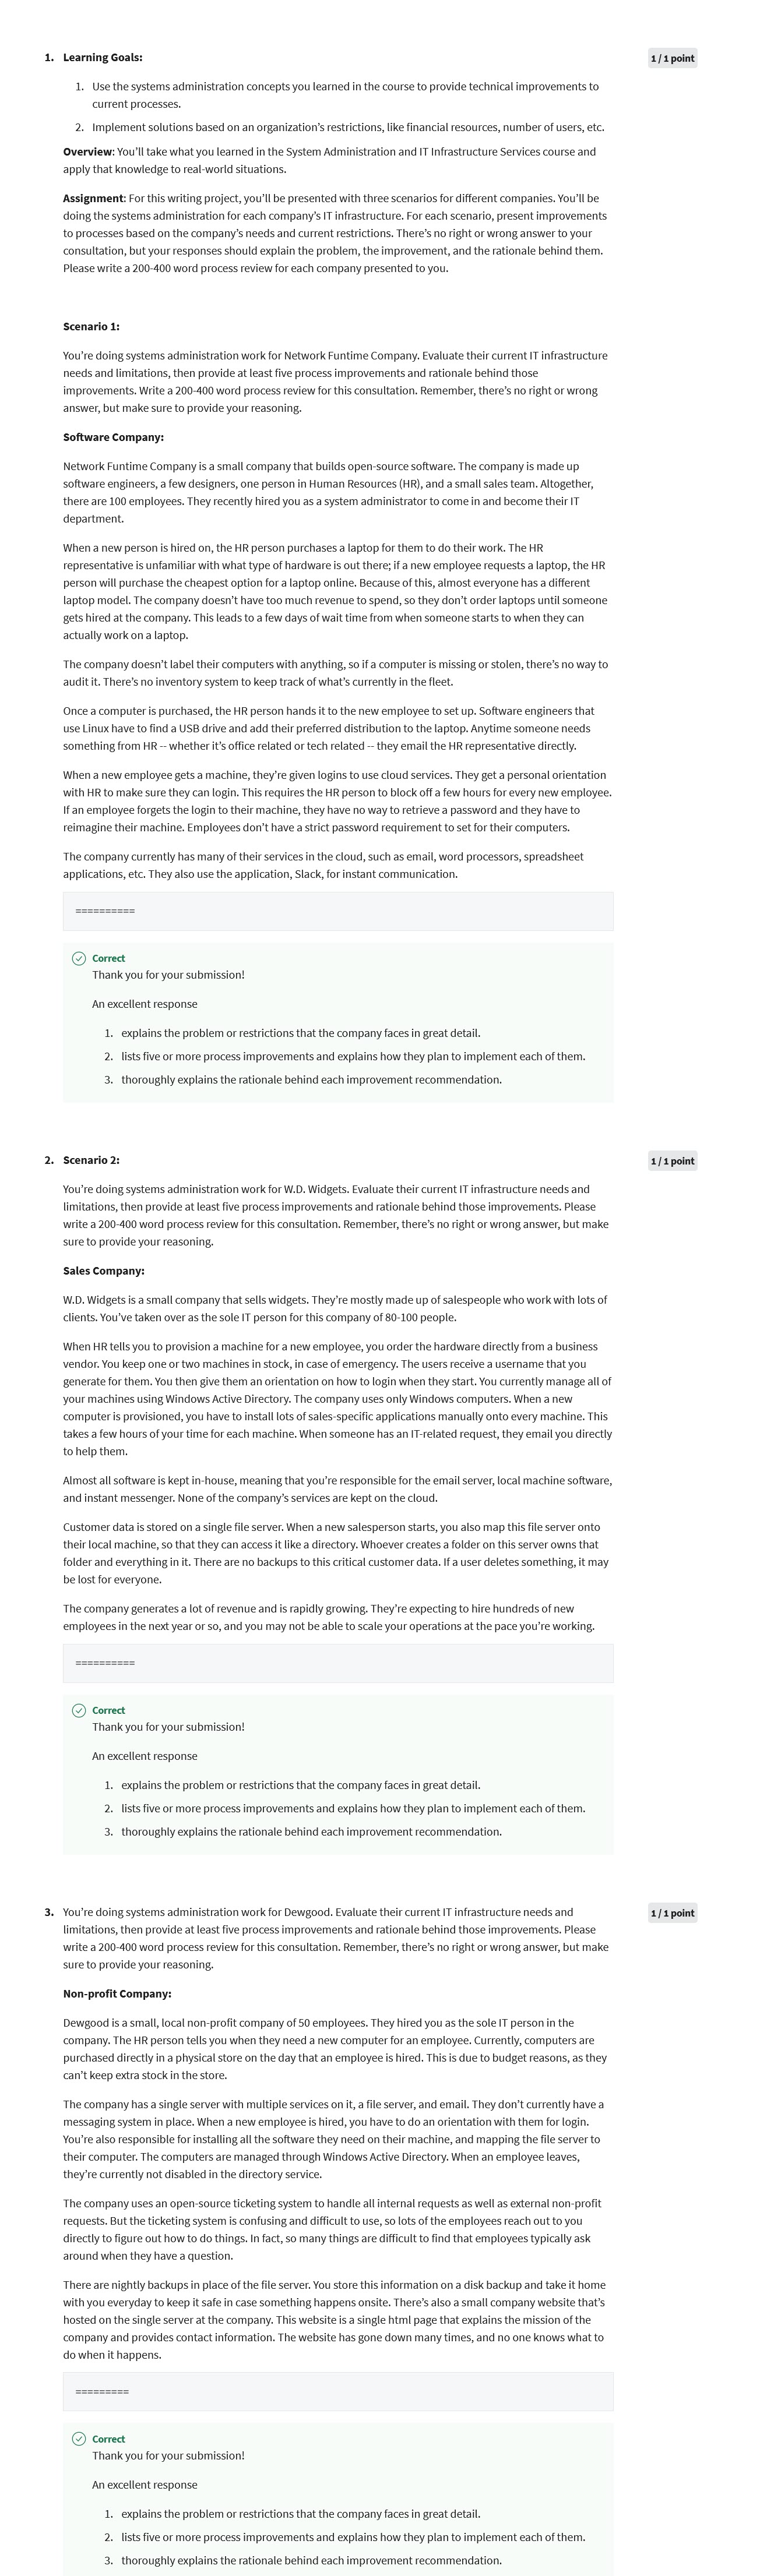 1. Learning Goals:
1 / 1 point
1. Use the systems administration concepts you learned in the course to provide technical improvements to
current processes.
2. Implement solutions based on an organization’s restrictions, like financial resources, number of users, etc.
Overview: You’ll take what you learned in the System Administration and IT Infrastructure Services course and
apply that knowledge to real-world situations.
Assignment: For this writing project, you’ll be presented with three scenarios for different companies. You’ll be
doing the systems administration for each company’s IT infrastructure. For each scenario, present improvements
to processes based on the company’s needs and current restrictions. There’s no right or wrong answer to your
consultation, but your responses should explain the problem, the improvement, and the rationale behind them.
Please write a 200-400 word process review for each company presented to you.
Scenario 1:
You’re doing systems administration work for Network Funtime Company. Evaluate their current IT infrastructure
needs and limitations, then provide at least five process improvements and rationale behind those
improvements. Write a 200-400 word process review for this consultation. Remember, there’s no right or wrong
answer, but make sure to provide your reasoning.
Software Company:
Network Funtime Company is a small company that builds open-source software. The company is made up
software engineers, a few designers, one person in Human Resources (HR), and a small sales team. Altogether,
there are 100 employees. They recently hired you as a system administrator to come in and become their IT
department.
When a new person is hired on, the HR person purchases a laptop for them to do their work. The HR
representative is unfamiliar with what type of hardware is out there; if a new employee requests a laptop, the HR
person will purchase the cheapest option for a laptop online. Because of this, almost everyone has a different
laptop model. The company doesn’t have too much revenue to spend, so they don’t order laptops until someone
gets hired at the company. This leads to a few days of wait time from when someone starts to when they can
actually work on a laptop.
The company doesn’t label their computers with anything, so if a computer is missing or stolen, there’s no way to
audit it. There’s no inventory system to keep track of what’s currently in the fleet.
Once a computer is purchased, the HR person hands it to the new employee to set up. Software engineers that
use Linux have to find a USB drive and add their preferred distribution to the laptop. Anytime someone needs
something from HR -- whether it’s office related or tech related -- they email the HR representative directly.
When a new employee gets a machine, they’re given logins to use cloud services. They get a personal orientation
with HR to make sure they can login. This requires the HR person to block off a few hours for every new employee.
If an employee forgets the login to their machine, they have no way to retrieve a password and they have to
reimagine their machine. Employees don’t have a strict password requirement to set for their computers.
The company currently has many of their services in the cloud, such as email, word processors, spreadsheet
applications, etc. They also use the application, Slack, for instant communication.
==========
Correct
Thank you for your submission!
An excellent response
1. explains the problem or restrictions that the company faces in great detail.
2. lists five or more process improvements and explains how they plan to implement each of them.
3. thoroughly explains the rationale behind each improvement recommendation.
2. Scenario 2:
1 / 1 point
You’re doing systems administration work for W.D. Widgets. Evaluate their current IT infrastructure needs and
limitations, then provide at least five process improvements and rationale behind those improvements. Please
write a 200-400 word process review for this consultation. Remember, there’s no right or wrong answer, but make
sure to provide your reasoning.
Sales Company:
W.D. Widgets is a small company that sells widgets. They’re mostly made up of salespeople who work with lots of
clients. You’ve taken over as the sole IT person for this company of 80-100 people.
When HR tells you to provision a machine for a new employee, you order the hardware directly from a business
vendor. You keep one or two machines in stock, in case of emergency. The users receive a username that you
generate for them. You then give them an orientation on how to login when they start. You currently manage all of
your machines using Windows Active Directory. The company uses only Windows computers. When a new
computer is provisioned, you have to install lots of sales-specific applications manually onto every machine. This
takes a few hours of your time for each machine. When someone has an IT-related request, they email you directly
to help them.
Almost all software is kept in-house, meaning that you’re responsible for the email server, local machine software,
and instant messenger. None of the company’s services are kept on the cloud.
Customer data is stored on a single file server. When a new salesperson starts, you also map this file server onto
their local machine, so that they can access it like a directory. Whoever creates a folder on this server owns that
folder and everything in it. There are no backups to this critical customer data. If a user deletes something, it may
be lost for everyone.
The company generates a lot of revenue and is rapidly growing. They’re expecting to hire hundreds of new
employees in the next year or so, and you may not be able to scale your operations at the pace you’re working.
==========
Correct
Thank you for your submission!
An excellent response
1. explains the problem or restrictions that the company faces in great detail.
2. lists five or more process improvements and explains how they plan to implement each of them.
3. thoroughly explains the rationale behind each improvement recommendation.
3. You’re doing systems administration work for Dewgood. Evaluate their current IT infrastructure needs and
1 / 1 point
limitations, then provide at least five process improvements and rationale behind those improvements. Please
write a 200-400 word process review for this consultation. Remember, there’s no right or wrong answer, but make
sure to provide your reasoning.
Non-profit Company:
Dewgood is a small, local non-profit company of 50 employees. They hired you as the sole IT person in the
company. The HR person tells you when they need a new computer for an employee. Currently, computers are
purchased directly in a physical store on the day that an employee is hired. This is due to budget reasons, as they
can’t keep extra stock in the store.
The company has a single server with multiple services on it, a file server, and email. They don’t currently have a
messaging system in place. When a new employee is hired, you have to do an orientation with them for login.
You’re also responsible for installing all the software they need on their machine, and mapping the file server to
their computer. The computers are managed through Windows Active Directory. When an employee leaves,
they’re currently not disabled in the directory service.
The company uses an open-source ticketing system to handle all internal requests as well as external non-profit
requests. But the ticketing system is confusing and difficult to use, so lots of the employees reach out to you
directly to figure out how to do things. In fact, so many things are difficult to find that employees typically ask
around when they have a question.
There are nightly backups in place of the file server. You store this information on a disk backup and take it home
with you everyday to keep it safe in case something happens onsite. There’s also a small company website that’s
hosted on the single server at the company. This website is a single html page that explains the mission of the
company and provides contact information. The website has gone down many times, and no one knows what to
do when it happens.
=========
Correct
Thank you for your submission!
An excellent response
1. explains the problem or restrictions that the company faces in great detail.
2. lists five or more process improvements and explains how they plan to implement each of them.
3. thoroughly explains the rationale behind each improvement recommendation.